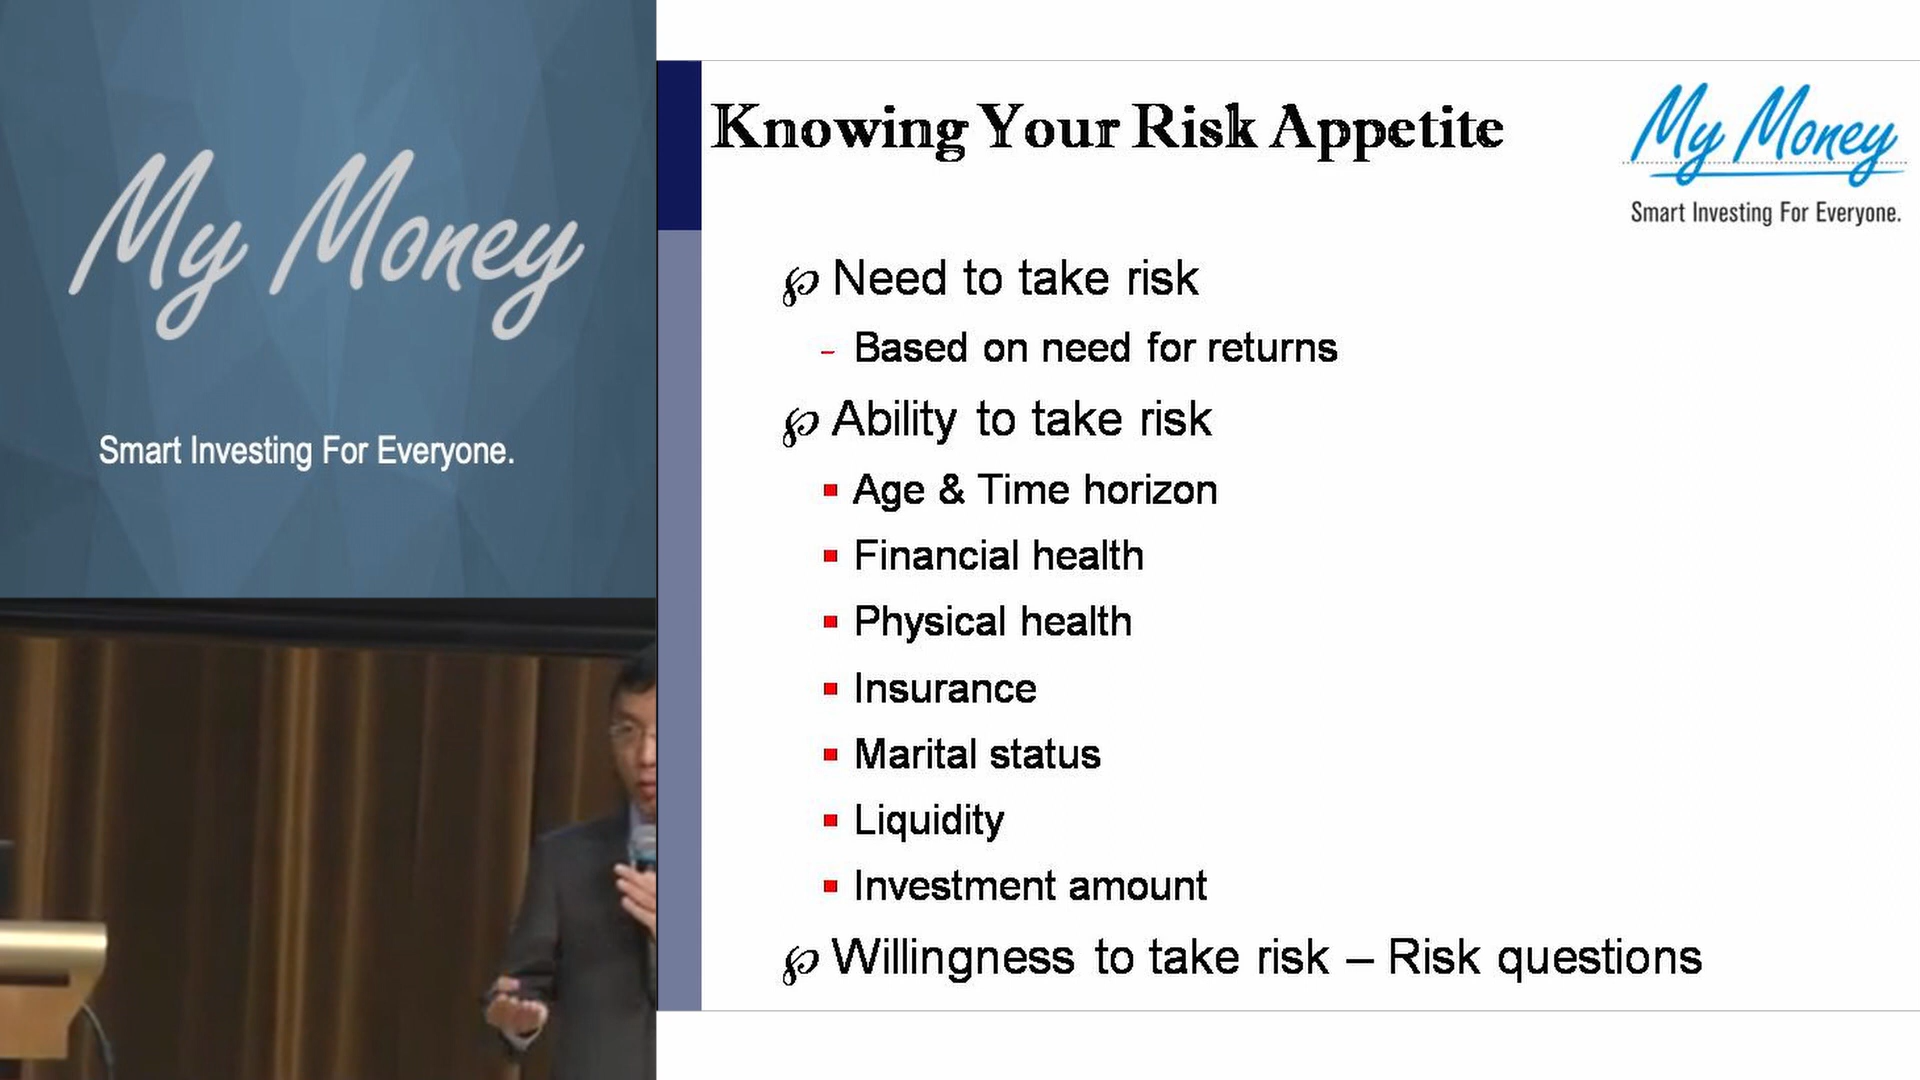 My Money
Smart Investing For Everyone.
Knowing Your Risk Appetite
My Money
Smart Investing For Everyone.
Need to take risk
- Based on need for returns
Ability to take risk
Age & Time horizon
Financial health
Physical health
Insurance
Marital status
Liquidity
Investment amount
Willingness to take risk – Risk questions